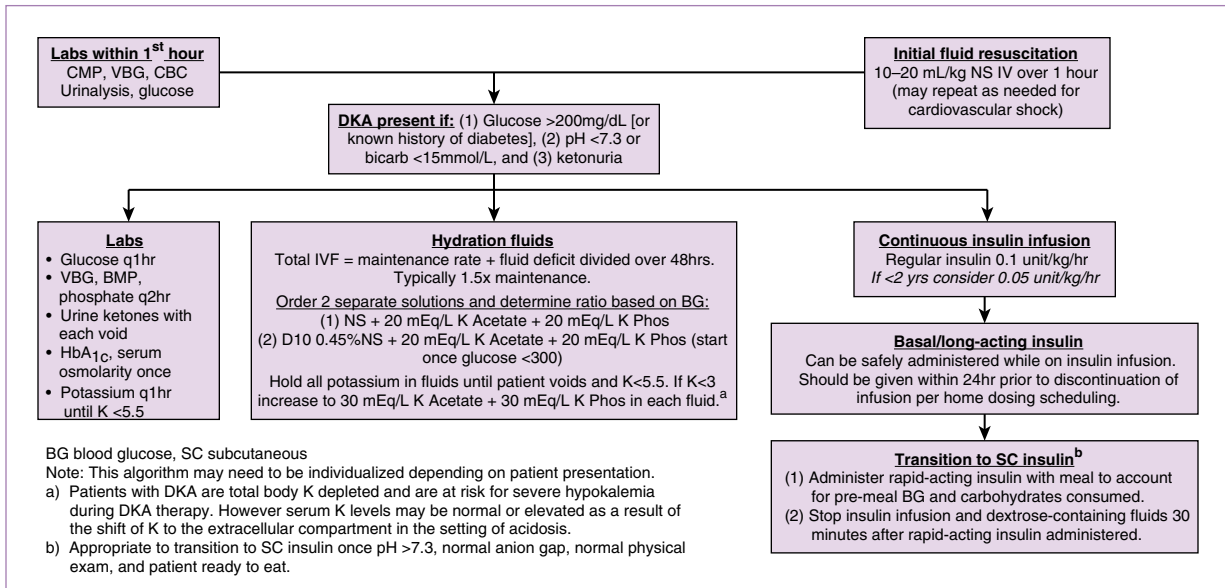 Labs within 1st hour
CMP, VBG, CBC
Urinalysis, glucose
Initial fluid resuscitation
10–20 mL/kg NS IV over 1 hour
(may repeat as needed for
cardiovascular shock)
DKA present if: (1) Glucose >200mg/dL [or
known history of diabetes], (2) pH <7.3 or
bicarb <15mmol/L, and (3) ketonuria
Labs
• Glucose q1hr
• VBG, BMP,
phosphate q2hr
• Urine ketones with
each void
• HbA1c, serum
osmolarity once
• Potassium q1hr
until K <5.5
Hydration fluids
Total IVF = maintenance rate + fluid deficit divided over 48hrs.
Typically 1.5x maintenance.
Order 2 separate solutions and determine ratio based on BG:
(1) NS + 20 mEq/L K Acetate + 20 mEq/L K Phos
(2) D10 0.45%NS + 20 mEq/L K Acetate + 20 mEq/L K Phos (start
once glucose <300)
Hold all potassium in fluids until patient voids and K<5.5. If K<3
increase to 30 mEq/L K Acetate + 30 mEq/L K Phos in each fluid.a
Continuous insulin infusion
Regular insulin 0.1 unit/kg/hr
If <2 yrs consider 0.05 unit/kg/hr
Basal/long-acting insulin
Can be safely administered while on insulin infusion.
Should be given within 24hr prior to discontinuation of
infusion per home dosing scheduling.
Transition to SC insulinb
(1) Administer rapid-acting insulin with meal to account
for pre-meal BG and carbohydrates consumed.
(2) Stop insulin infusion and dextrose-containing fluids 30
minutes after rapid-acting insulin administered.
BG blood glucose, SC subcutaneous
Note: This algorithm may need to be individualized depending on patient presentation.
a) Patients with DKA are total body K depleted and are at risk for severe hypokalemia
during DKA therapy. However serum K levels may be normal or elevated as a result of
the shift of K to the extracellular compartment in the setting of acidosis.
b) Appropriate to transition to SC insulin once pH >7.3, normal anion gap, normal physical
exam, and patient ready to eat.